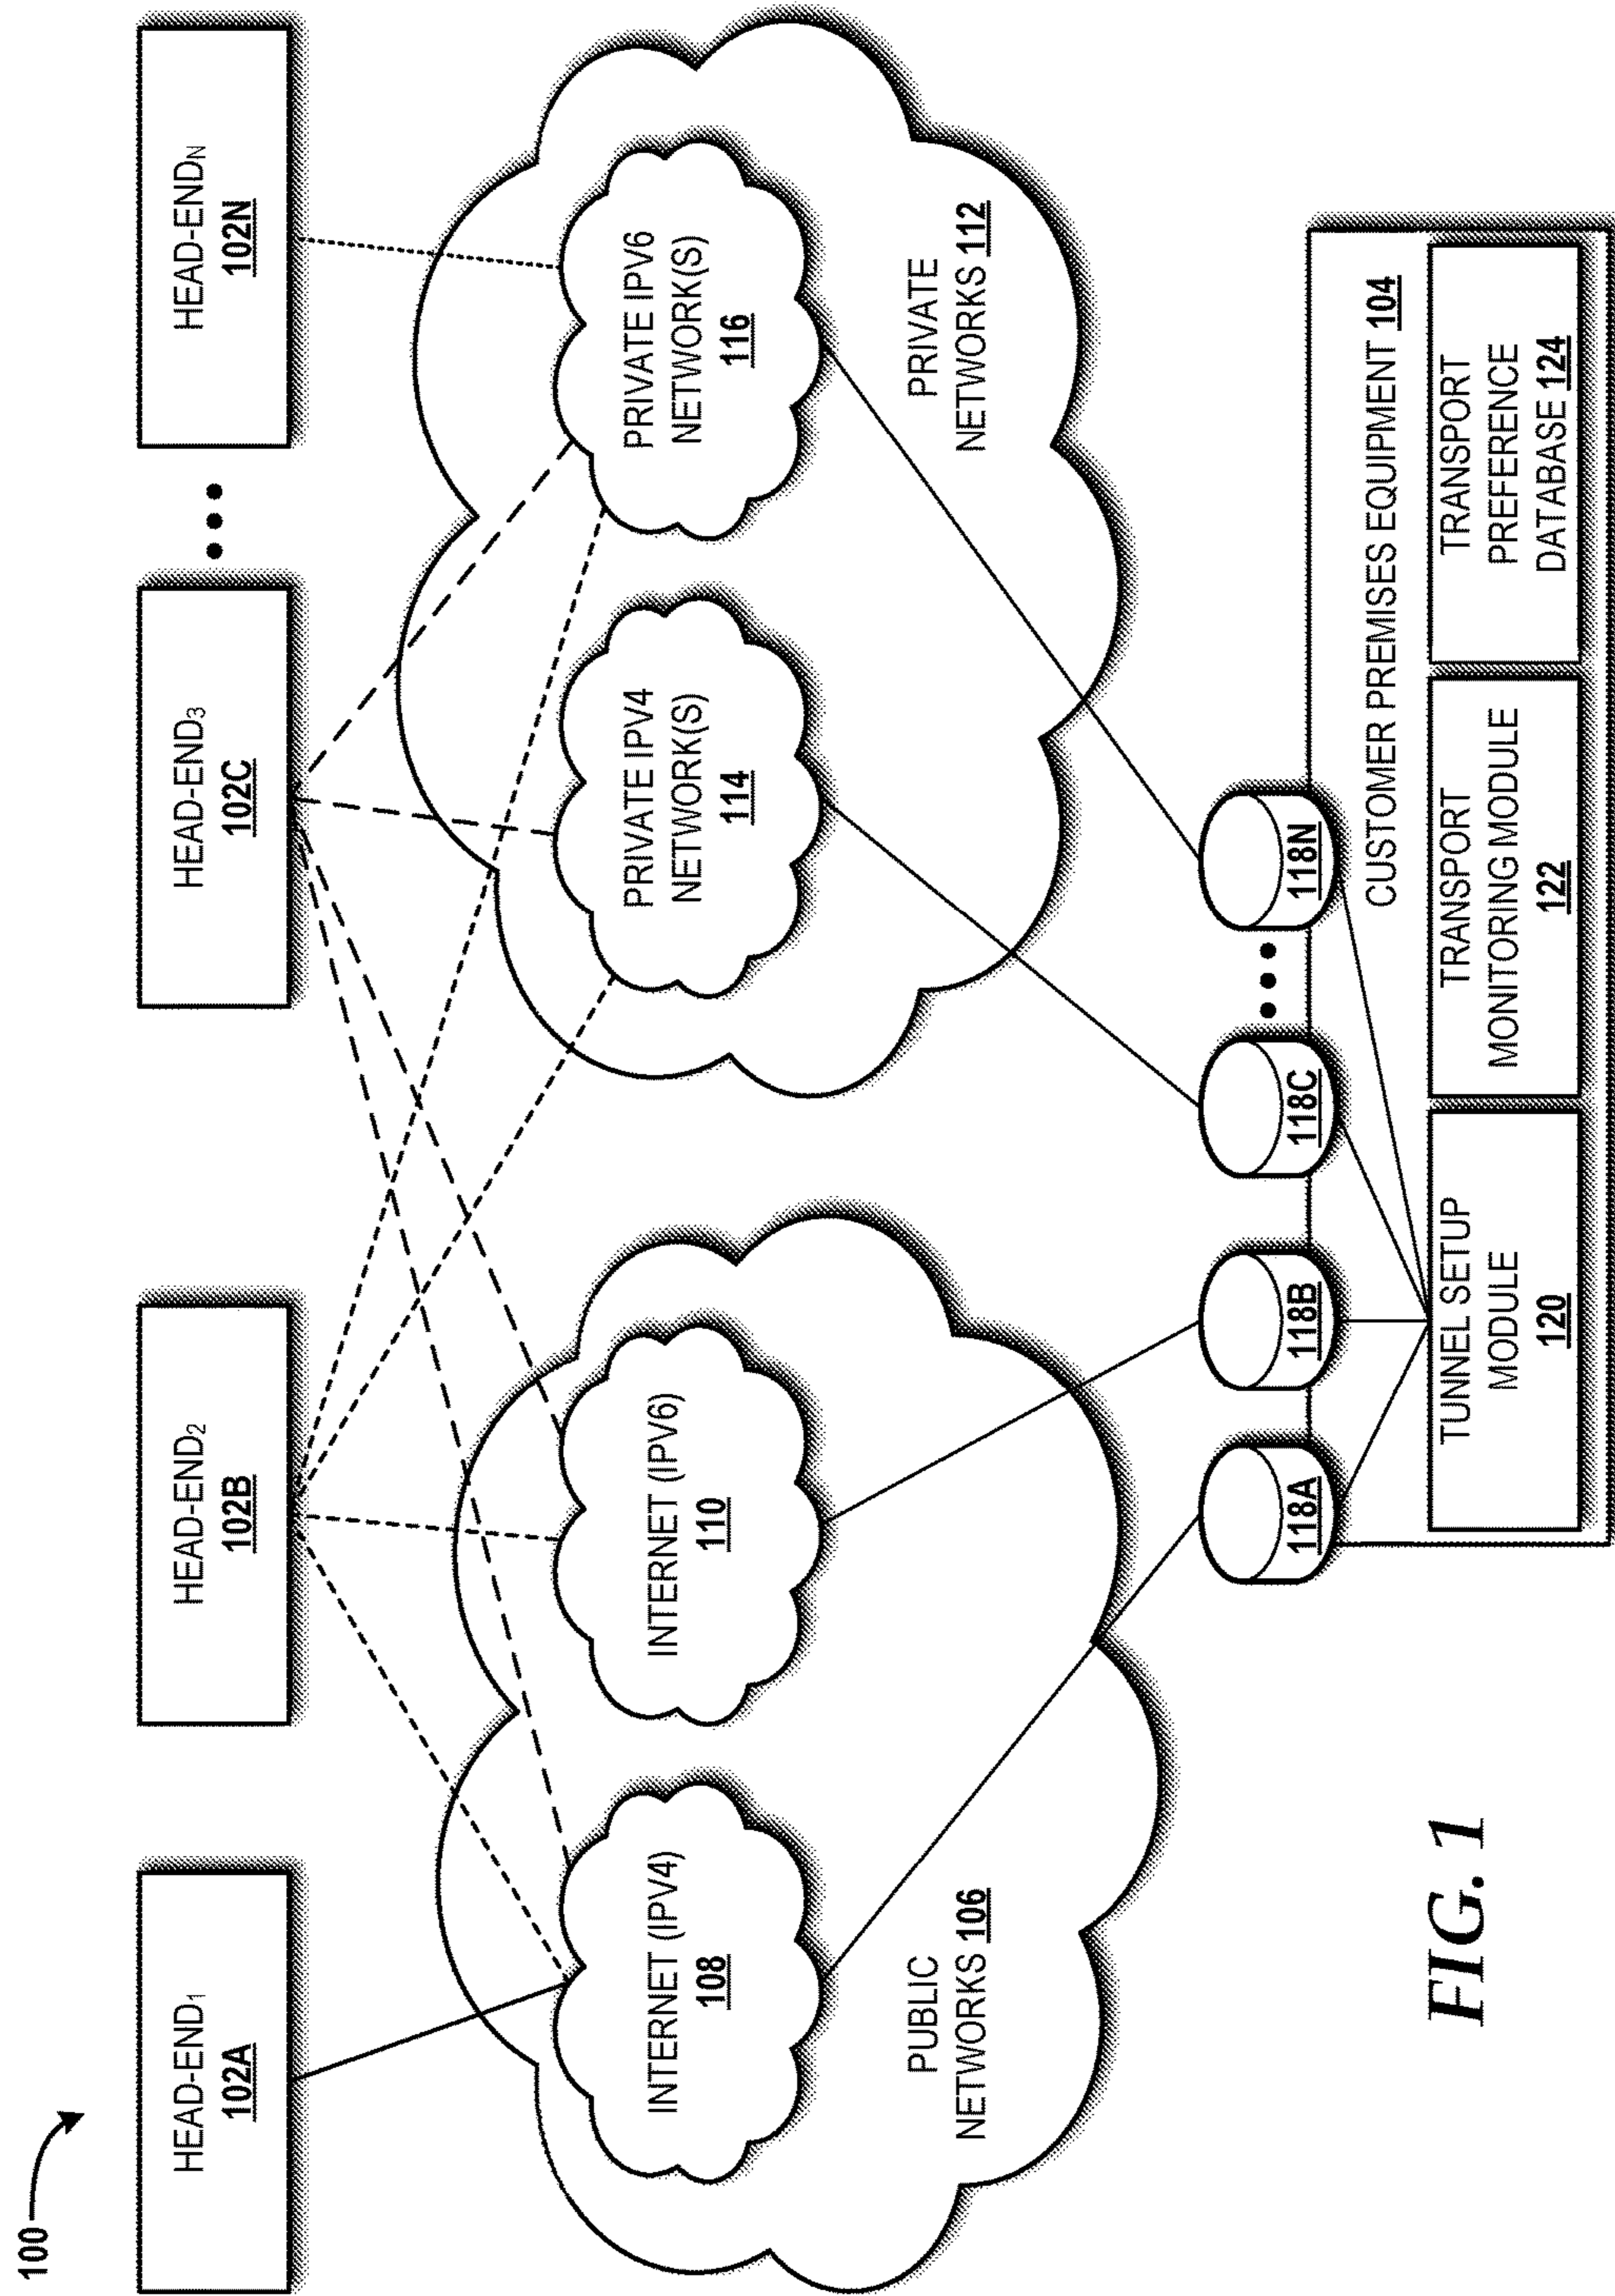 100
HEAD-END1
102A
HEAD-END2
102B
HEAD-END3
102C
•••
HEAD-ENDN
102N
INTERNET (IPV4)
108
INTERNET (IPV6)
110
PUBLIC
NETWORKS 106
PRIVATE IPV4
NETWORK(S)
114
PRIVATE IPV6
NETWORK(S)
116
PRIVATE
NETWORKS 112
118A
118B
118C
•••
118N
CUSTOMER PREMISES EQUIPMENT 104
TUNNEL SETUP
MODULE
120
TRANSPORT
MONITORING MODULE
122
TRANSPORT
PREFERENCE
DATABASE 124
FIG. 1